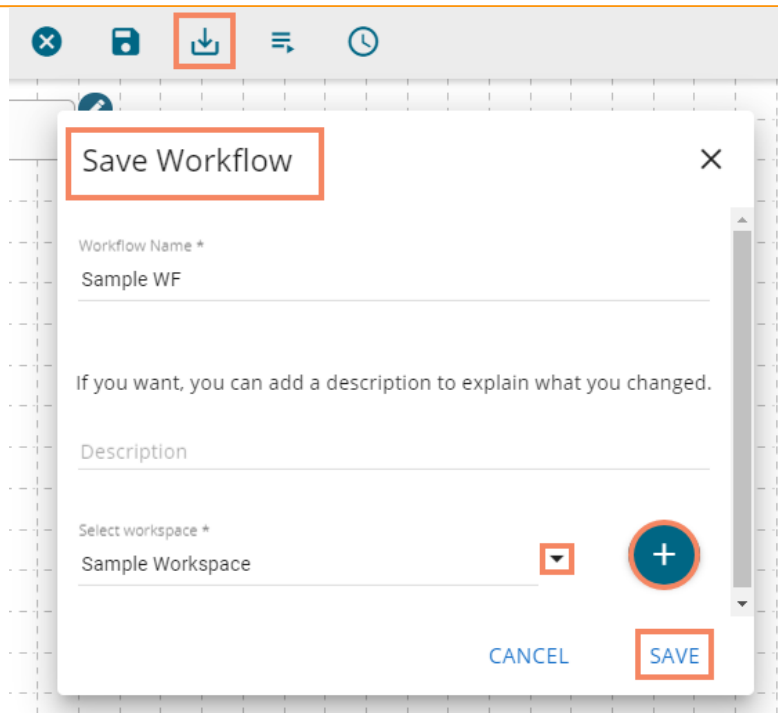 Save Workflow
Workflow Name *
Sample WF
If you want, you can add a description to explain what you changed.
Description
Select workspace *
Sample Workspace
CANCEL SAVE